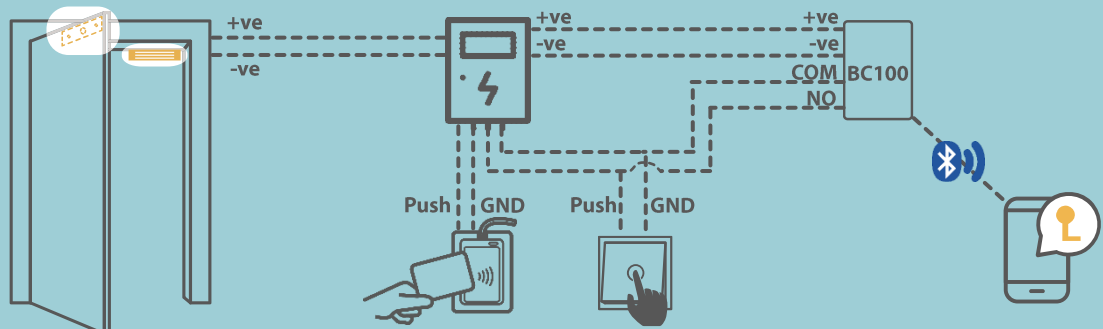 +ve
-ve
+ve
-ve
+ve
-ve
COM
NO
BC100
Push
GND
Push
GND